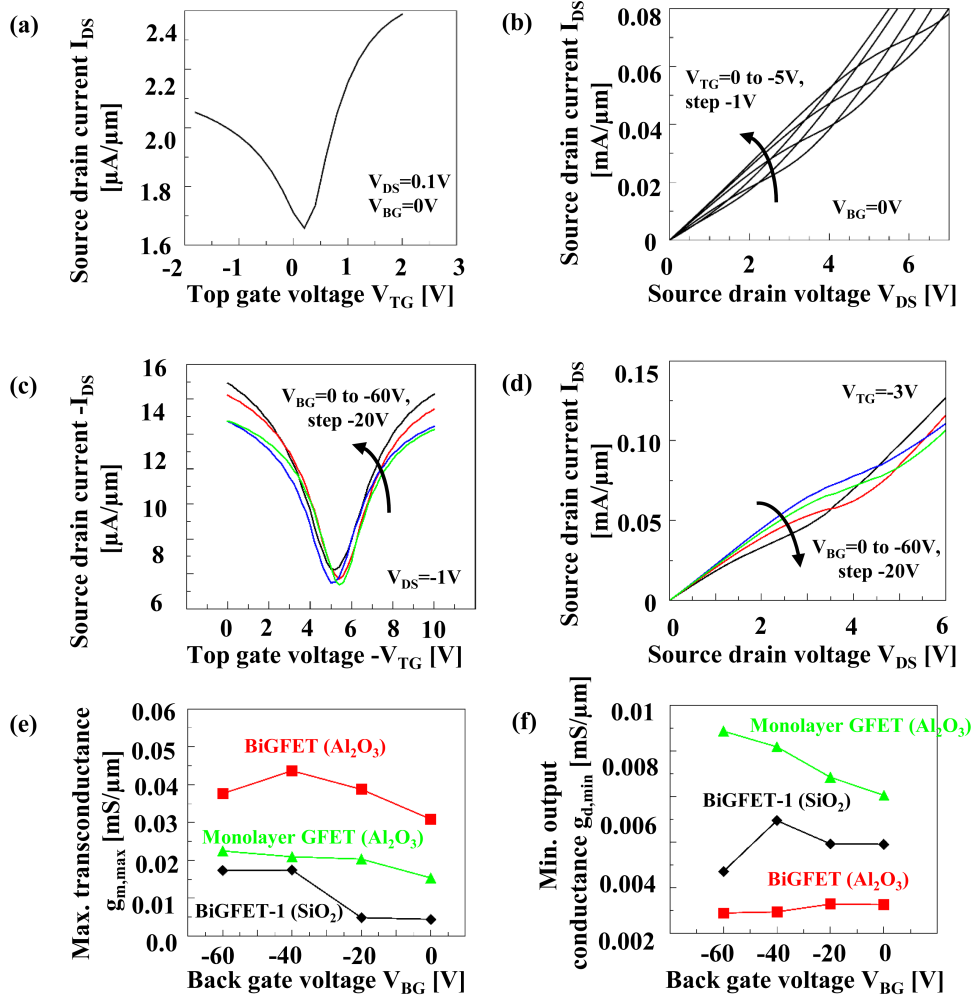 (a)
Source drain current I_DS
[μA/μm]
2.4
2.2
2.0
1.8
1.6
V_DS=0.1V
V_BG=0V
-2 -1 0 1 2 3
Top gate voltage V_TG [V]
(b)
Source drain current I_DS
[mA/μm]
0.08
0.06
0.04
0.02
0
V_TG=0 to -5V,
step -1V
V_BG=0V
0 2 4 6
Source drain voltage V_DS [V]
(c)
Source drain current -I_DS
[μA/μm]
16
14
12
10
8
6
V_BG=0 to -60V,
step -20V
V_DS=-1V
0 2 4 6 8 10
Top gate voltage -V_TG [V]
(d)
Source drain current I_DS
[mA/μm]
0.15
0.10
0.05
0
V_TG=-3V
V_BG=0 to -60V,
step -20V
0 2 4 6
Source drain voltage V_DS [V]
(e)
Max. transconductance
g_m,max [mS/μm]
0.06
0.05
0.04
0.03
0.02
0.01
0.0
BiGFET (Al₂O₃)
Monolayer GFET (Al₂O₃)
BiGFET-1 (SiO₂)
-60 -40 -20 0
Back gate voltage V_BG [V]
(f)
Min. output
conductance g_d,min [mS/μm]
0.01
0.006
0.004
0.002
Monolayer GFET (Al₂O₃)
BiGFET-1 (SiO₂)
BiGFET (Al₂O₃)
-60 -40 -20 0
Back gate voltage V_BG [V]